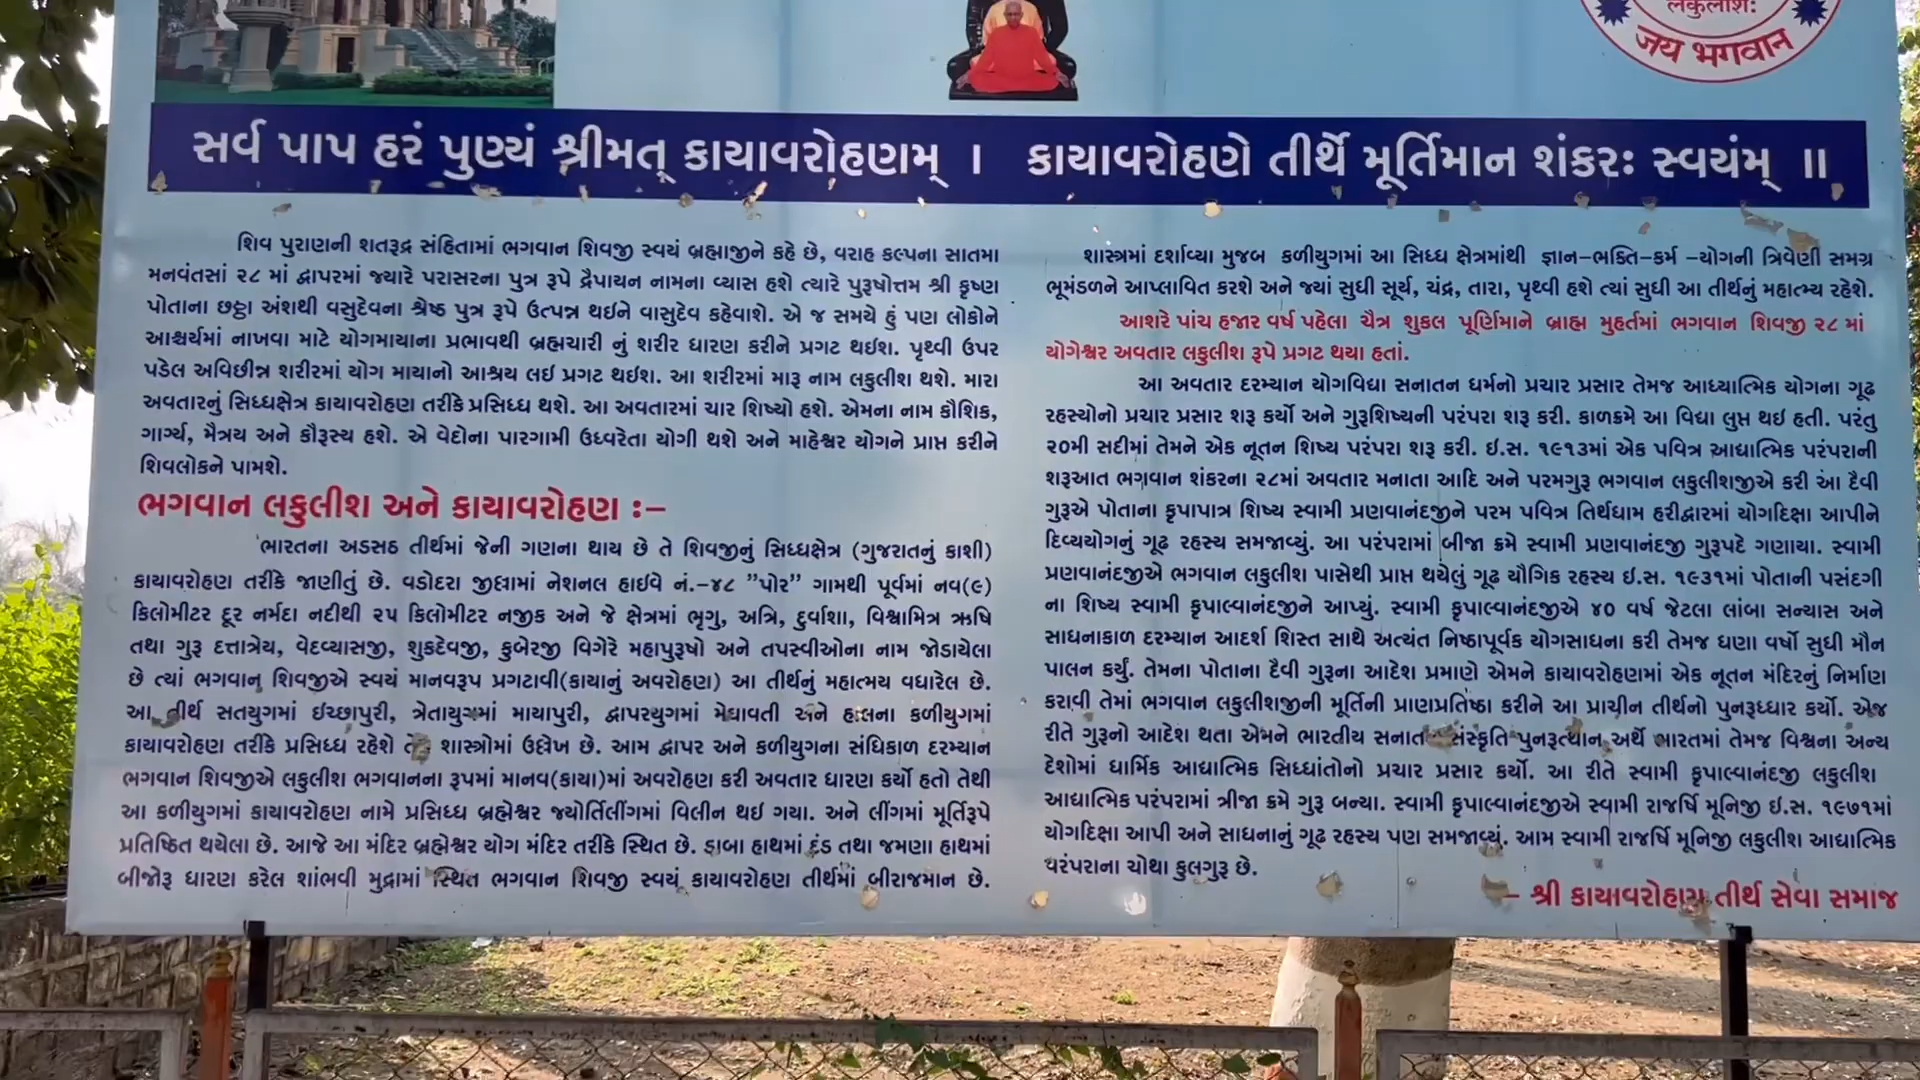 लकुलीशः
जय भगवान
સર્વ પાપ હરં પુણ્યં શ્રીમત્ કાયાવરોહણમ્ । કાયાવરોહણે તીર્થે મૂર્તિમાન શંકરઃ સ્વયંમ્ ॥
શિવ પુરાણની શતરૂદ્ર સંહિતામાં ભગવાન શિવજી સ્વયં બ્રહ્માજીને કહે છે, વરાહ કલ્પના સાતમા
મનવંતસાં ૨૮ માં દ્વાપરમાં જ્યારે પરાસરના પુત્ર રૂપે દ્વૈપાયન નામના વ્યાસ હશે ત્યારે પુરૂષોત્તમ શ્રી કૃષ્ણ
પોતાના છઠ્ઠા અંશથી વસુદેવના શ્રેષ્ઠ પુત્ર રૂપે ઉત્પન્ન થઇને વાસુદેવ કહેવાશે. એ જ સમયે હું પણ લોકોને
આશ્ચર્યમાં નાખવા માટે યોગમાયાના પ્રભાવથી બ્રહ્મચારી નું શરીર ધારણ કરીને પ્રગટ થઇશ. પૃથ્વી ઉપર
પડેલ અવિછીન્ન શરીરમાં યોગ માયાનો આશ્રય લઇ પ્રગટ થઇશ. આ શરીરમાં મારૂ નામ લકુલીશ થશે. મારા
અવતારનું સિધ્ધક્ષેત્ર કાયાવરોહણ તરીકે પ્રસિધ્ધ થશે. આ અવતારમાં ચાર શિષ્યો હશે. એમના નામ કૌશિક,
ગાર્ગ્ય, મૈત્રય અને કૌરૂસ્ય હશે. એ વેદોના પારગામી ઉધ્વરેતા યોગી થશે અને માહેશ્વર યોગને પ્રાપ્ત કરીને
શિવલોકને પામશે.
ભગવાન લકુલીશ અને કાયાવરોહણ :-
ભારતના અડસઠ તીર્થમાં જેની ગણના થાય છે તે શિવજીનું સિધ્ધક્ષેત્ર (ગુજરાતનું કાશી)
કાયાવરોહણ તરીકે જાણીતું છે. વડોદરા જીલ્લામાં નેશનલ હાઇવે નં.-૪૮ ”પોર” ગામથી પૂર્વમાં નવ(૯)
કિલોમીટર દૂર નર્મદા નદીથી ૨૫ કિલોમીટર નજીક અને જે ક્ષેત્રમાં ભૃગુ, અત્રિ, દુર્વાશા, વિશ્વામિત્ર ઋષિ
તથા ગુરૂ દત્તાત્રેય, વેદવ્યાસજી, શુકદેવજી, કુબેરજી વિગેરે મહાપુરૂષો અને તપસ્વીઓના નામ જોડાયેલા
છે ત્યાં ભગવાન શિવજીએ સ્વયં માનવરૂપ પ્રગટાવી(કાયાનું અવરોહણ) આ તીર્થનું મહાત્મય વધારેલ છે.
આ તીર્થ સતયુગમાં ઈચ્છાપુરી, ત્રેતાયુગમાં માયાપુરી, દ્વાપરયુગમાં મેઘાવતી અને હાલના કળીયુગમાં
કાયાવરોહણ તરીકે પ્રસિધ્ધ રહેશે તેવ શાસ્ત્રોમાં ઉલ્લેખ છે. આમ દ્વાપર અને કળીયુગના સંધિકાળ દરમ્યાન
ભગવાન શિવજીએ લકુલીશ ભગવાનના રૂપમાં માનવ(કાયા)માં અવરોહણ કરી અવતાર ધારણ કર્યો હતો તેથી
આ કળીયુગમાં કાયાવરોહણ નામે પ્રસિધ્ધ બ્રહ્મેશ્વર જ્યોર્તિલીંગમાં વિલીન થઇ ગયા. અને લીંગમાં મૂર્તિરૂપે
પ્રતિષ્ઠિત થયેલા છે. આજે આ મંદિર બ્રહ્મેશ્વર યોગ મંદિર તરીકે સ્થિત છે. ડાબા હાથમાં દંડ તથા જમણા હાથમાં
બીજોરૂ ધારણ કરેલ શાંભવી મુદ્રામાં સ્થિત ભગવાન શિવજી સ્વયં કાયાવરોહણ તીર્થમાં બીરાજમાન છે.
શાસ્ત્રમાં દર્શાવ્યા મુજબ કળીયુગમાં આ સિધ્ધ ક્ષેત્રમાંથી જ્ઞાન-ભક્તિ-કર્મ -યોગની ત્રિવેણી સમગ્ર
ભૂમંડળને આપ્લાવિત કરશે અને જ્યાં સુધી સૂર્ય, ચંદ્ર, તારા, પૃથ્વી હશે ત્યાં સુધી આ તીર્થનું મહાત્મ્ય રહેશે.
આશરે પાંચ હજાર વર્ષ પહેલા ચૈત્ર શુકલ પૂર્ણિમાને બ્રાહ્મ મુહર્તમાં ભગવાન શિવજી ૨૮ માં
યોગેશ્વર અવતાર લકુલીશ રૂપે પ્રગટ થયા હતાં.
આ અવતાર દરમ્યાન યોગવિદ્યા સનાતન ધર્મનો પ્રચાર પ્રસાર તેમજ આધ્યાત્મિક યોગના ગૂઢ
રહસ્યોનો પ્રચાર પ્રસાર શરૂ કર્યો અને ગુરૂશિષ્યની પરંપરા શરૂ કરી. કાળક્રમે આ વિદ્યા લુપ્ત થઇ હતી. પરંતુ
૨૦મી સદીમાં તેમને એક નૂતન શિષ્ય પરંપરા શરૂ કરી. ઇ.સ. ૧૯૧૩માં એક પવિત્ર આદ્યાત્મિક પરંપરાની
શરૂઆત ભગવાન શંકરના ૨૮માં અવતાર મનાતા આદિ અને પરમગુરૂ ભગવાન લકુલીશજીએ કરી આ દૈવી
ગુરૂએ પોતાના કૃપાપાત્ર શિષ્ય સ્વામી પ્રણવાનંદજીને પરમ પવિત્ર તિર્થધામ હરીદ્વારમાં યોગદિક્ષા આપીને
દિવ્યયોગનું ગૂઢ રહસ્ય સમજાવ્યું. આ પરંપરામાં બીજા ક્રમે સ્વામી પ્રણવાનંદજી ગુરૂપદે ગણાયા. સ્વામી
પ્રણવાનંદજીએ ભગવાન લકુલીશ પાસેથી પ્રાપ્ત થયેલું ગૂઢ યૌગિક રહસ્ય ઇ.સ. ૧૯૩૧માં પોતાની પસંદગી
ના શિષ્ય સ્વામી કૃપાલ્વાનંદજીને આપ્યું. સ્વામી કૃપાલ્વાનંદજીએ ૪૦ વર્ષ જેટલા લાંબા સન્યાસ અને
સાધનાકાળ દરમ્યાન આદર્શ શિસ્ત સાથે અત્યંત નિષ્ઠાપૂર્વક યોગસાધના કરી તેમજ ઘણા વર્ષો સુધી મૌન
પાલન કર્યું. તેમના પોતાના દૈવી ગુરૂના આદેશ પ્રમાણે એમને કાયાવરોહણમાં એક નૂતન મંદિરનું નિર્માણ
કરાવી તેમાં ભગવાન લકુલીશજીની મૂર્તિની પ્રાણપ્રતિષ્ઠા કરીને આ પ્રાચીન તીર્થનો પુનરૂધ્ધાર કર્યો. એજ
રીતે ગુરૂનો આદેશ થતા એમને ભારતીય સનાતન સંસ્કૃતિ પુનરૂત્થાન અર્થે ભારતમાં તેમજ વિશ્વના અન્ય
દેશોમાં ધાર્મિક આદ્યાત્મિક સિધ્ધાંતોનો પ્રચાર પ્રસાર કર્યો. આ રીતે સ્વામી કૃપાલ્વાનંદજી લકુલીશ
આદ્યાત્મિક પરંપરામાં ત્રીજા ક્રમે ગુરૂ બન્યા. સ્વામી કૃપાલ્વાનંદજીએ સ્વામી રાજર્ષિ મૂનિજી ઇ.સ. ૧૯૭૧માં
યોગદિક્ષા આપી અને સાધનાનું ગૂઢ રહસ્ય પણ સમજાવ્યું. આમ સ્વામી રાજર્ષિ મૂનિજી લકુલીશ આદ્યાત્મિક
પરંપરાના ચોથા કુલગુરૂ છે.
- શ્રી કાયાવરોહણ તીર્થ સેવા સમાજ